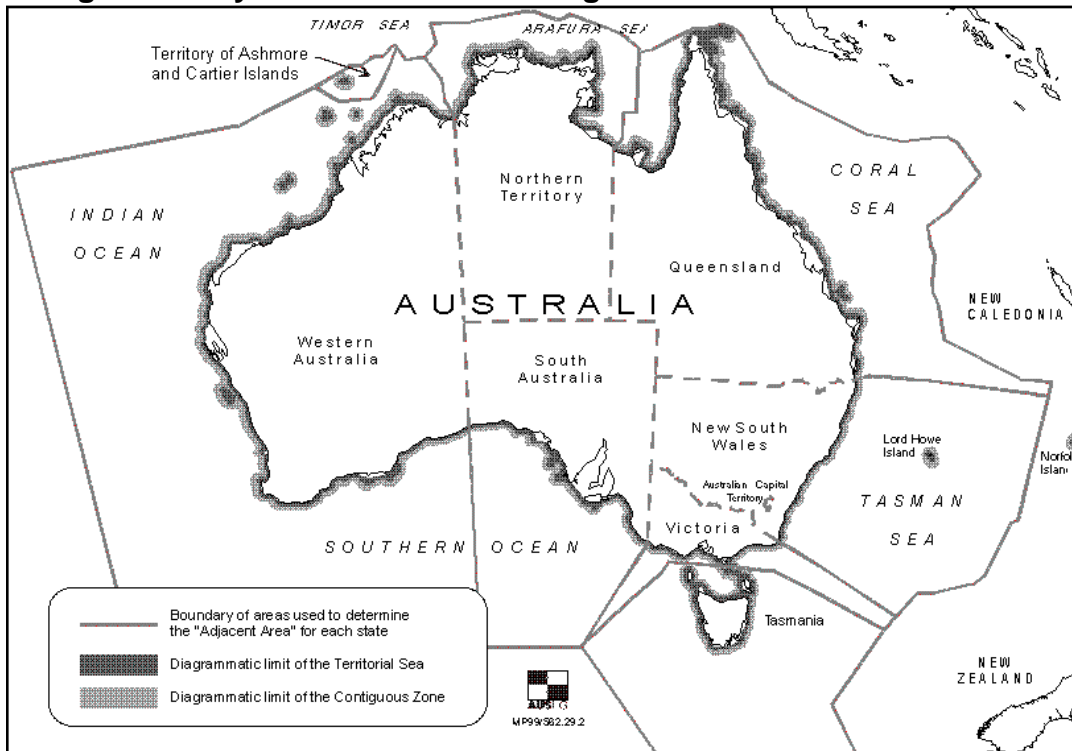 TIMOR SEA
ARAFURA SEA
Territory of Ashmore
and Cartier Islands
Northern
Territory
CORAL
SEA
INDIAN
OCEAN
Queensland
AUSTRALIA
NEW
CALEDONIA
Western
Australia
South
Australia
New South
Wales
Lord Howe
Island
Norfolk
Island
Australian Capital
Territory
TASMAN
SEA
Victoria
SOUTHERN OCEAN
Tasmania
Boundary of areas used to determine
the "Adjacent Area" for each state
Diagrammatic limit of the Territorial Sea
Diagrammatic limit of the Contiguous Zone
AUSLIG
MP99/582.29.2
NEW
ZEALAND